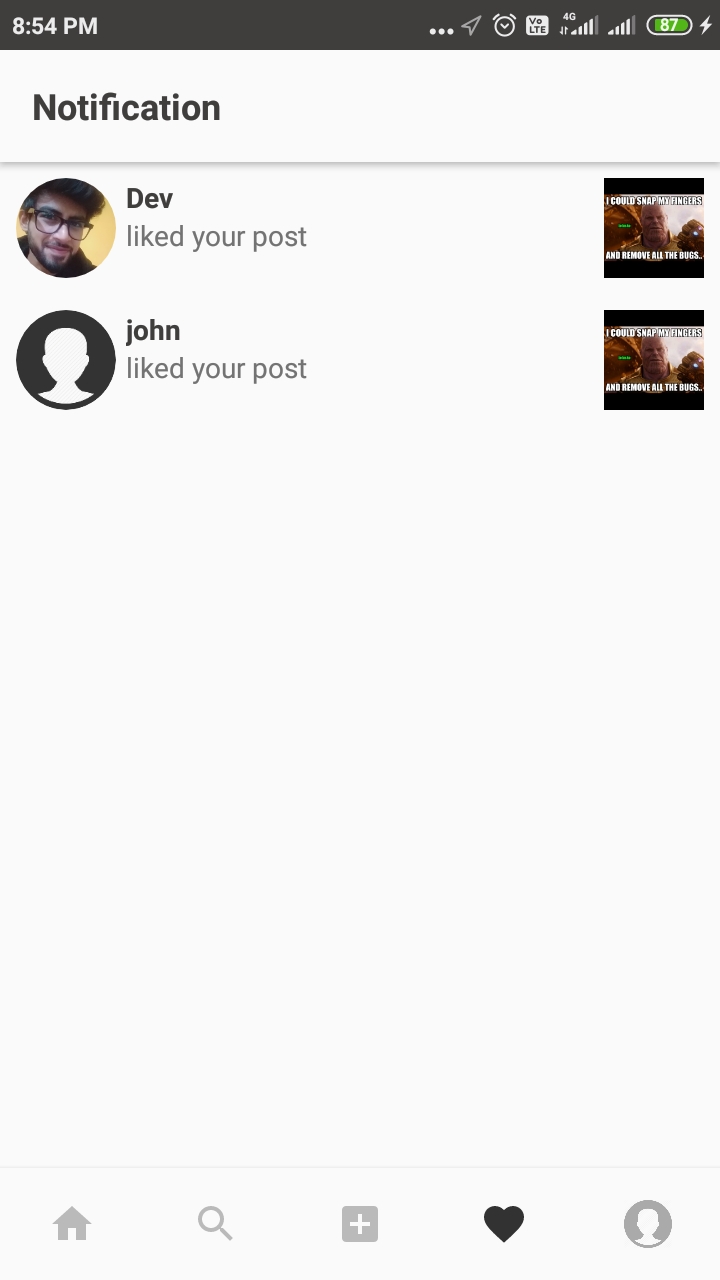 8:54 PM
Vo LTE
4G
87
Notification
Dev
liked your post
I COULD SNAP MY FINGERS
AND REMOVE ALL THE BUGS..
john
liked your post
I COULD SNAP MY FINGERS
AND REMOVE ALL THE BUGS..